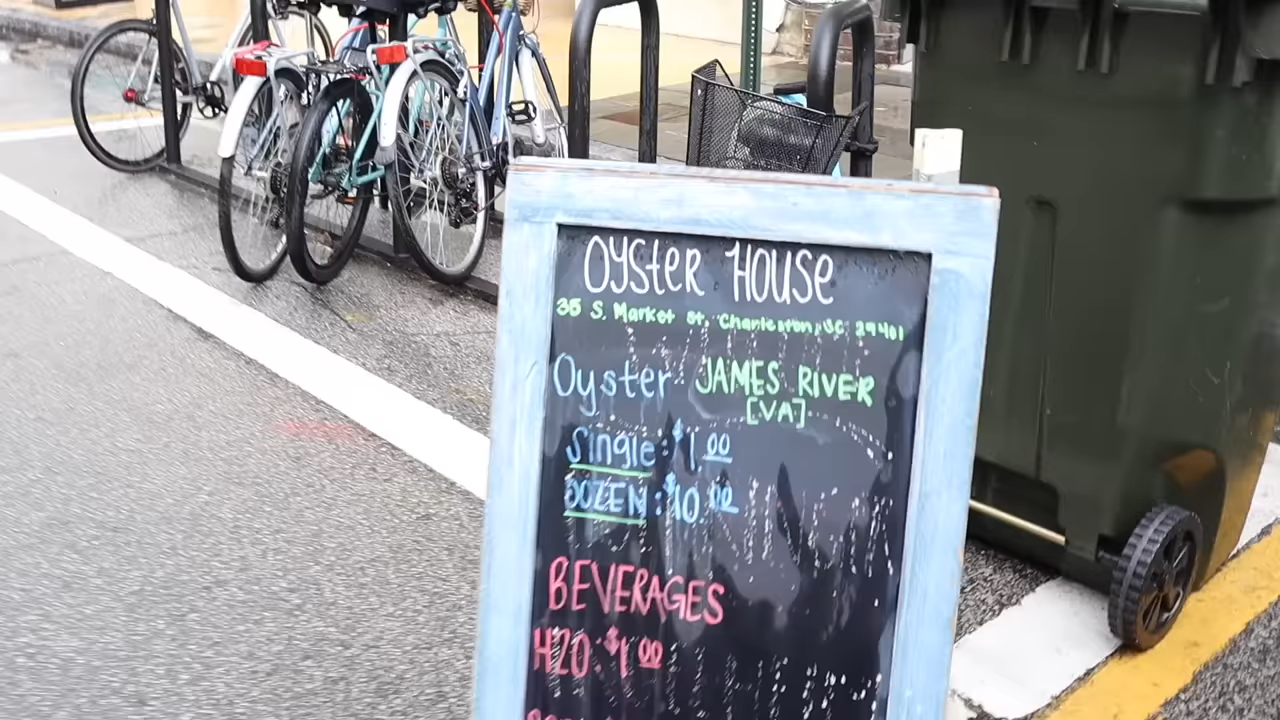 OYSTER HOUSE
35 S. Market St. Charleston, SC 29401
Oyster JAMES RIVER
[VA]
Single: $1.00
DOZEN: $10.00
BEVERAGES
H2O: $1.00